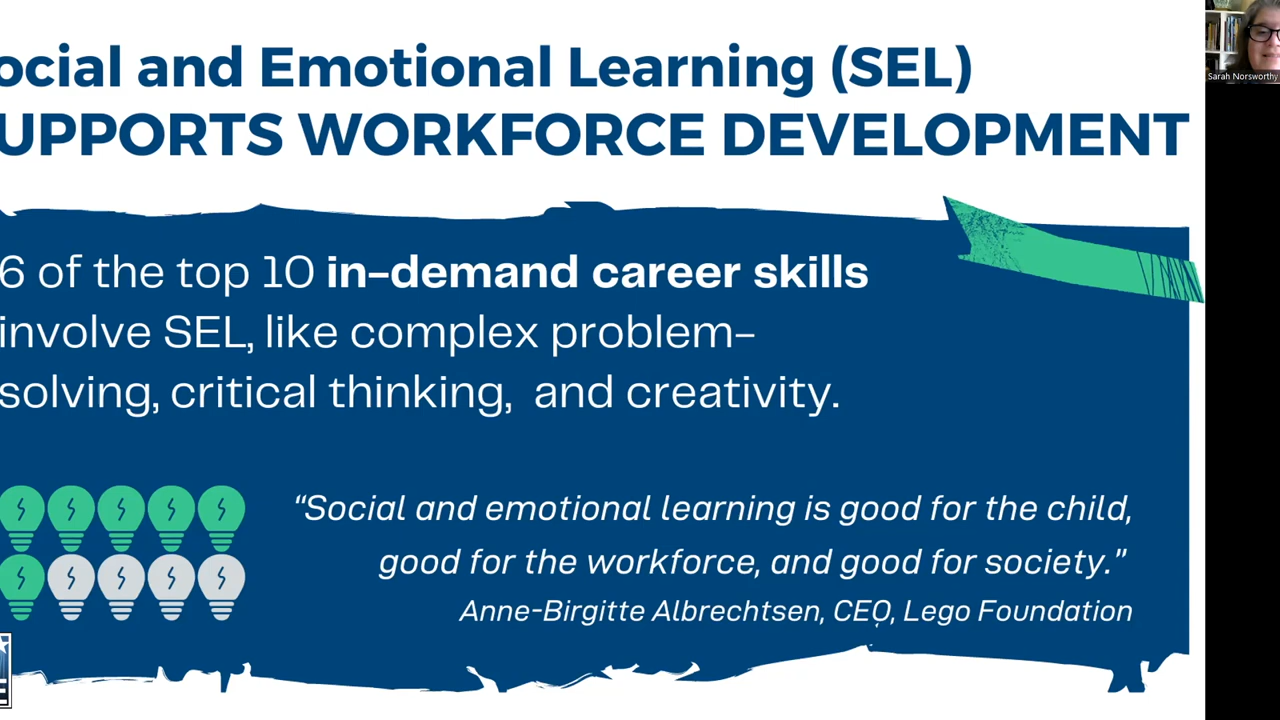 ocial and Emotional Learning (SEL)
UPPORTS WORKFORCE DEVELOPMENT
6 of the top 10 in-demand career skills
involve SEL, like complex problem-
solving, critical thinking, and creativity.
“Social and emotional learning is good for the child,
good for the workforce, and good for society.”
Anne-Birgitte Albrechtsen, CEO, Lego Foundation
Sarah Norsworthy